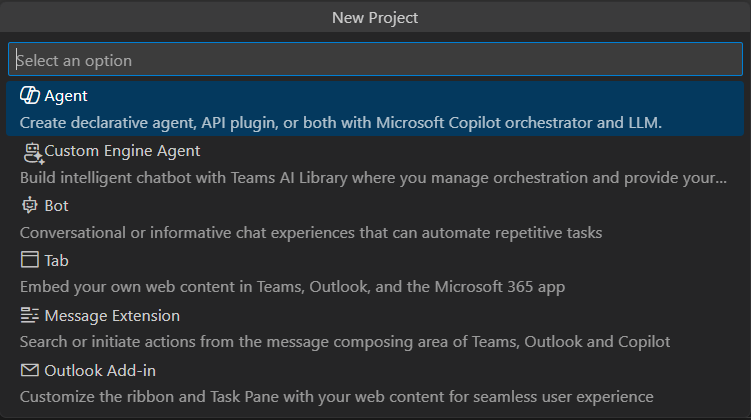 New Project
Select an option
Agent
Create declarative agent, API plugin, or both with Microsoft Copilot orchestrator and LLM.
Custom Engine Agent
Build intelligent chatbot with Teams AI Library where you manage orchestration and provide your...
Bot
Conversational or informative chat experiences that can automate repetitive tasks
Tab
Embed your own web content in Teams, Outlook, and the Microsoft 365 app
Message Extension
Search or initiate actions from the message composing area of Teams, Outlook and Copilot
Outlook Add-in
Customize the ribbon and Task Pane with your web content for seamless user experience